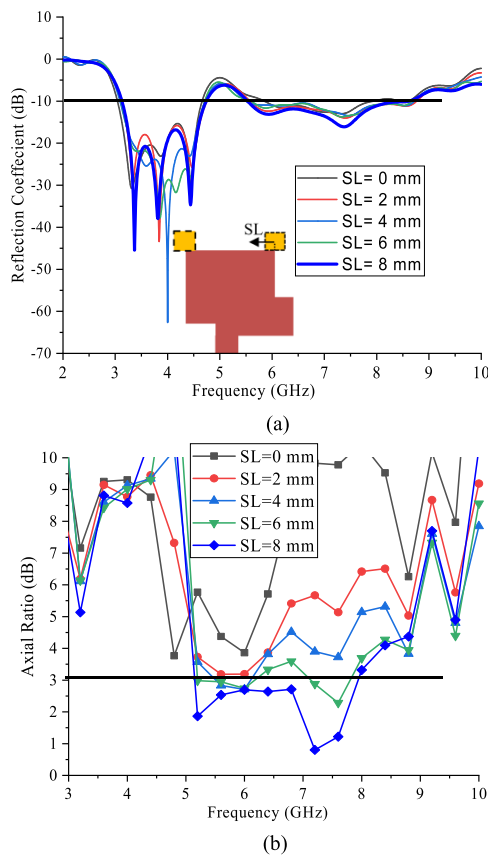 10
0
-10
-20
-30
-40
-50
-60
-70
Reflection Coeffecient (dB)
SL= 0 mm
SL= 2 mm
SL= 4 mm
SL= 6 mm
SL= 8 mm
SL
2 3 4 5 6 7 8 9 10
Frequency (GHz)
(a)
10
9
8
7
6
5
4
3
2
1
0
Axial Ratio (dB)
SL=0 mm
SL=2 mm
SL=4 mm
SL=6 mm
SL=8 mm
3 4 5 6 7 8 9 10
Frequency (GHz)
(b)